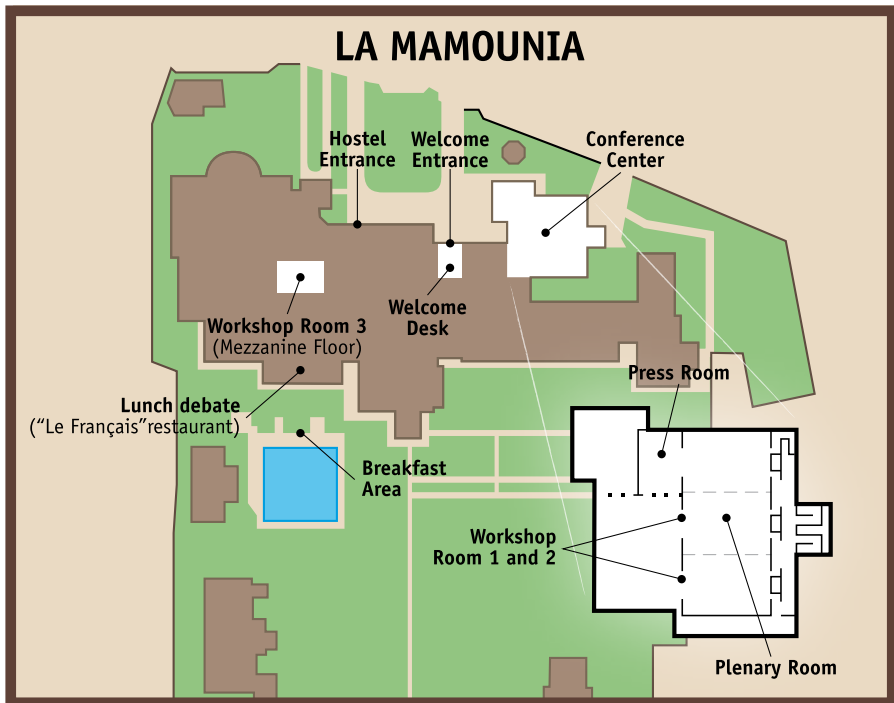 LA MAMOUNIA
Hostel
Entrance
Welcome
Entrance
Conference
Center
Welcome
Desk
Workshop Room 3
(Mezzanine Floor)
Press Room
Lunch debate
(“Le Français”restaurant)
Breakfast
Area
Workshop
Room 1 and 2
Plenary Room